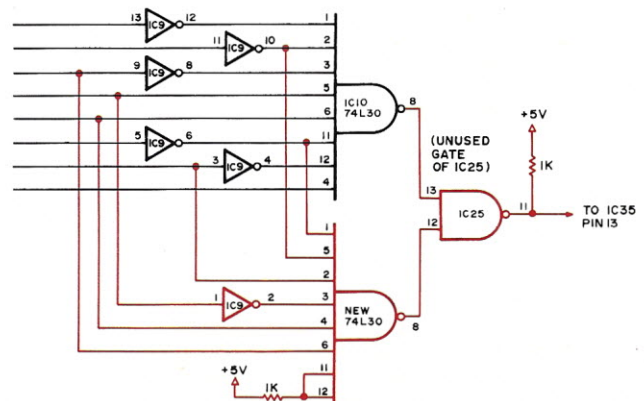 13 IC9 12 1
11 IC9 10 2
9 IC9 8 3
5
6
5 IC9 6 11
3 IC9 4 12
4
IC10
74L30
8
(UNUSED
GATE
OF IC25)
+5V
1K
13
12
IC25
11
TO IC35
PIN 13
1
5
2
1 IC9 2 3
4
6
11
12
NEW
74L30
8
+5V
1K